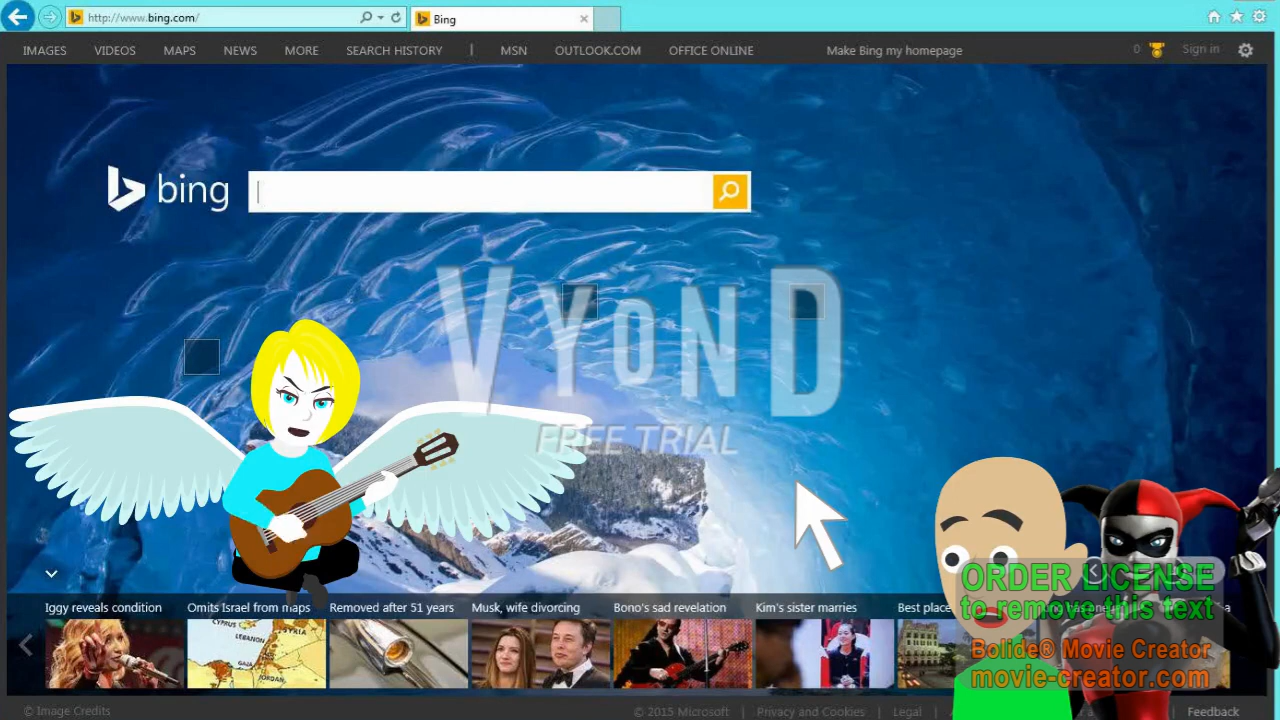 http://www.bing.com/
Bing
IMAGES VIDEOS MAPS NEWS MORE SEARCH HISTORY | MSN OUTLOOK.COM OFFICE ONLINE Make Bing my homepage 0 Sign in
bing
VYOND
FREE TRIAL
ORDER LICENSE
to remove this text
Iggy reveals condition Omits Israel from maps Removed after 51 years Musk, wife divorcing Bono's sad revelation Kim's sister marries Best place
Bolide® Movie Creator
movie-creator.com
© Image Credits © 2015 Microsoft | Privacy and Cookies | Legal | Feedback